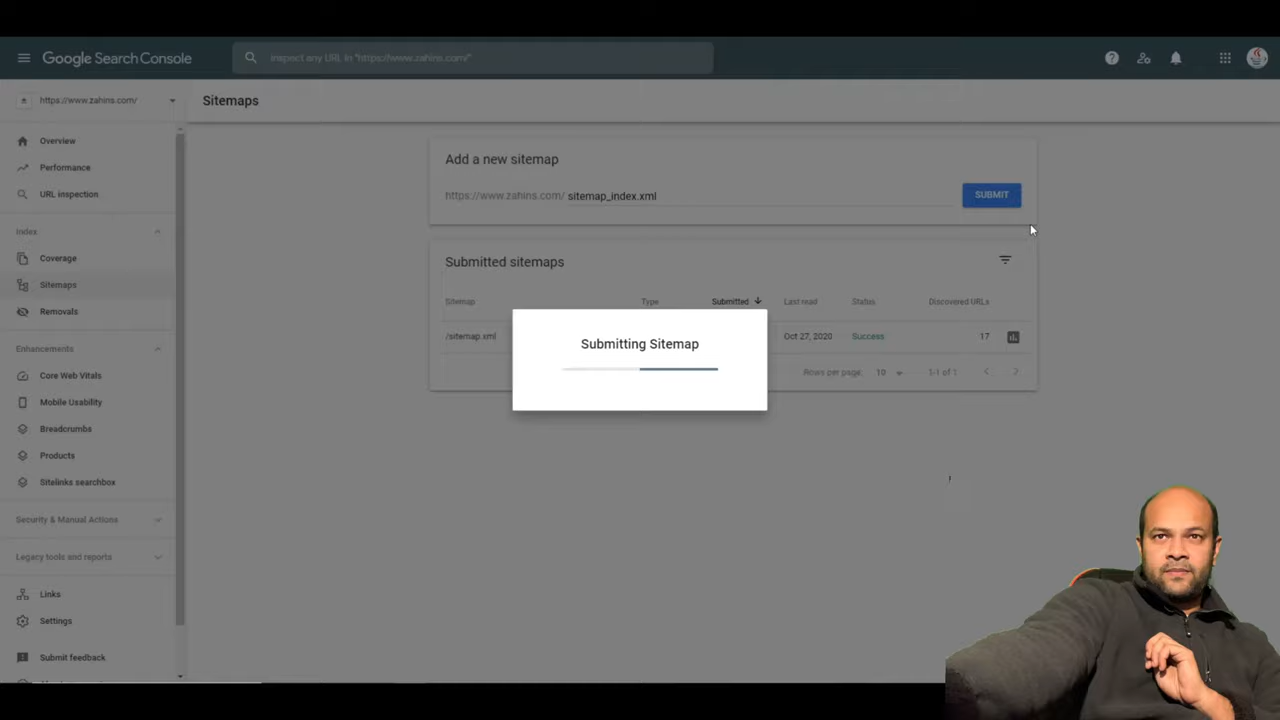 Google Search Console
Inspect any URL in "https://www.zahins.com/"
https://www.zahins.com/
Sitemaps
Overview
Performance
URL inspection
Index
Coverage
Sitemaps
Removals
Enhancements
Core Web Vitals
Mobile Usability
Breadcrumbs
Products
Sitelinks searchbox
Security & Manual Actions
Legacy tools and reports
Links
Settings
Submit feedback
Add a new sitemap
https://www.zahins.com/ sitemap_index.xml
SUBMIT
Submitted sitemaps
Sitemap Type Submitted Last read Status Discovered URLs
/sitemap.xml Oct 27, 2020 Success 17
Rows per page: 10 1-1 of 1
Submitting Sitemap